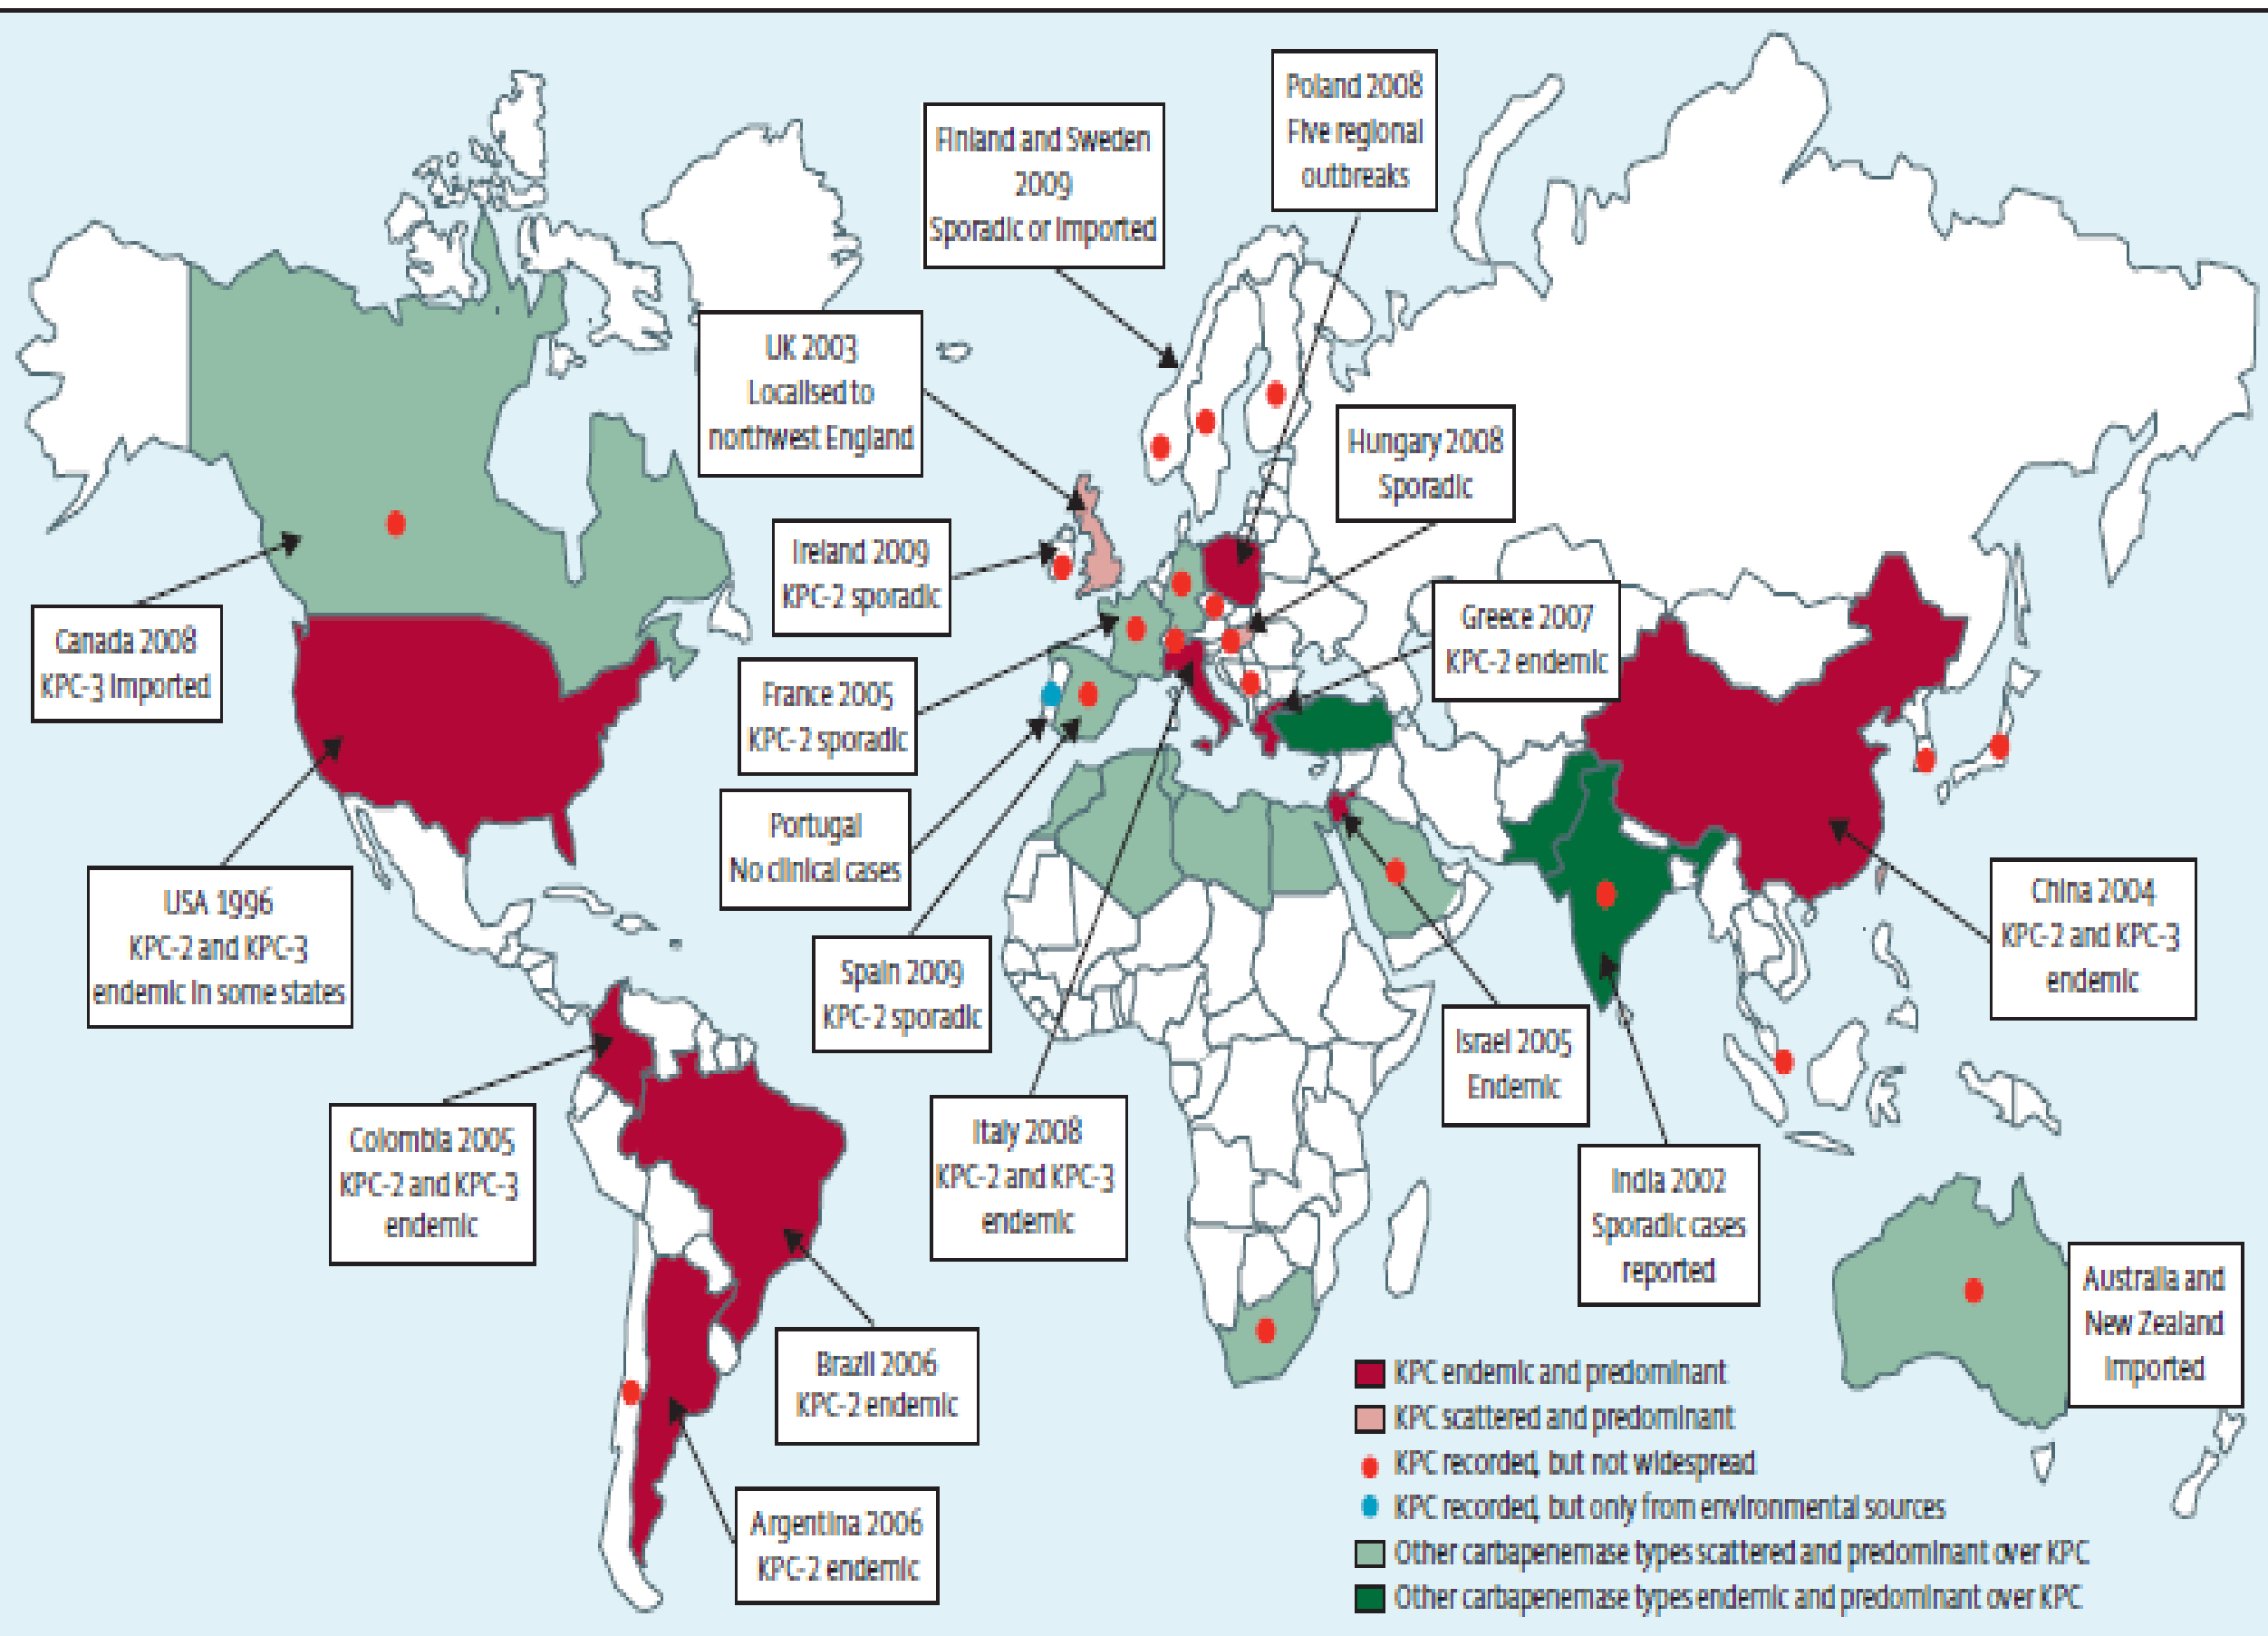 Poland 2008
Five regional
outbreaks
Finland and Sweden
2009
Sporadic or imported
UK 2003
Localised to
northwest England
Hungary 2008
Sporadic
Ireland 2009
KPC-2 sporadic
Greece 2007
KPC-2 endemic
Canada 2008
KPC-3 imported
France 2005
KPC-2 sporadic
Portugal
No clinical cases
USA 1996
KPC-2 and KPC-3
endemic in some states
China 2004
KPC-2 and KPC-3
endemic
Spain 2009
KPC-2 sporadic
Israel 2005
Endemic
Colombia 2005
KPC-2 and KPC-3
endemic
Italy 2008
KPC-2 and KPC-3
endemic
India 2002
Sporadic cases
reported
Australia and
New Zealand
imported
Brazil 2006
KPC-2 endemic
Argentina 2006
KPC-2 endemic
KPC endemic and predominant
KPC scattered and predominant
KPC recorded, but not widespread
KPC recorded, but only from environmental sources
Other carbapenemase types scattered and predominant over KPC
Other carbapenemase types endemic and predominant over KPC